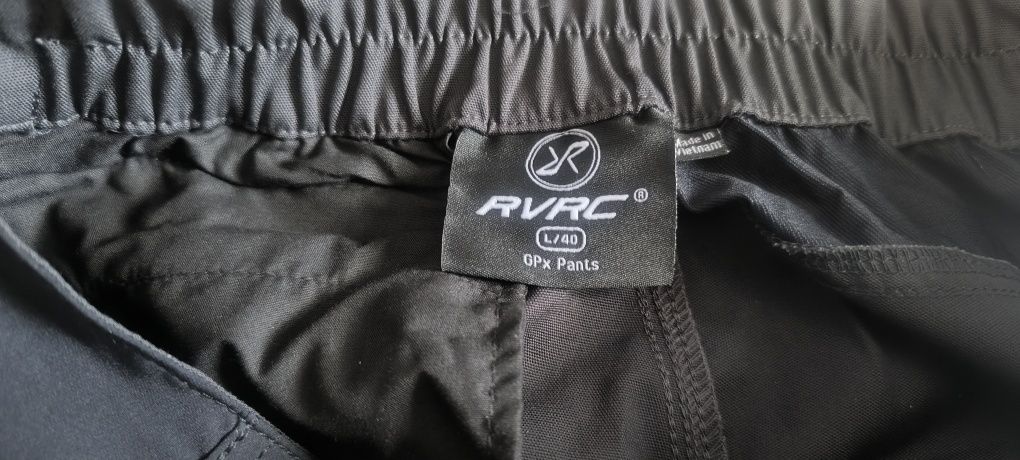 RVRC®
L/40
GPx Pants
Made in
Vietnam